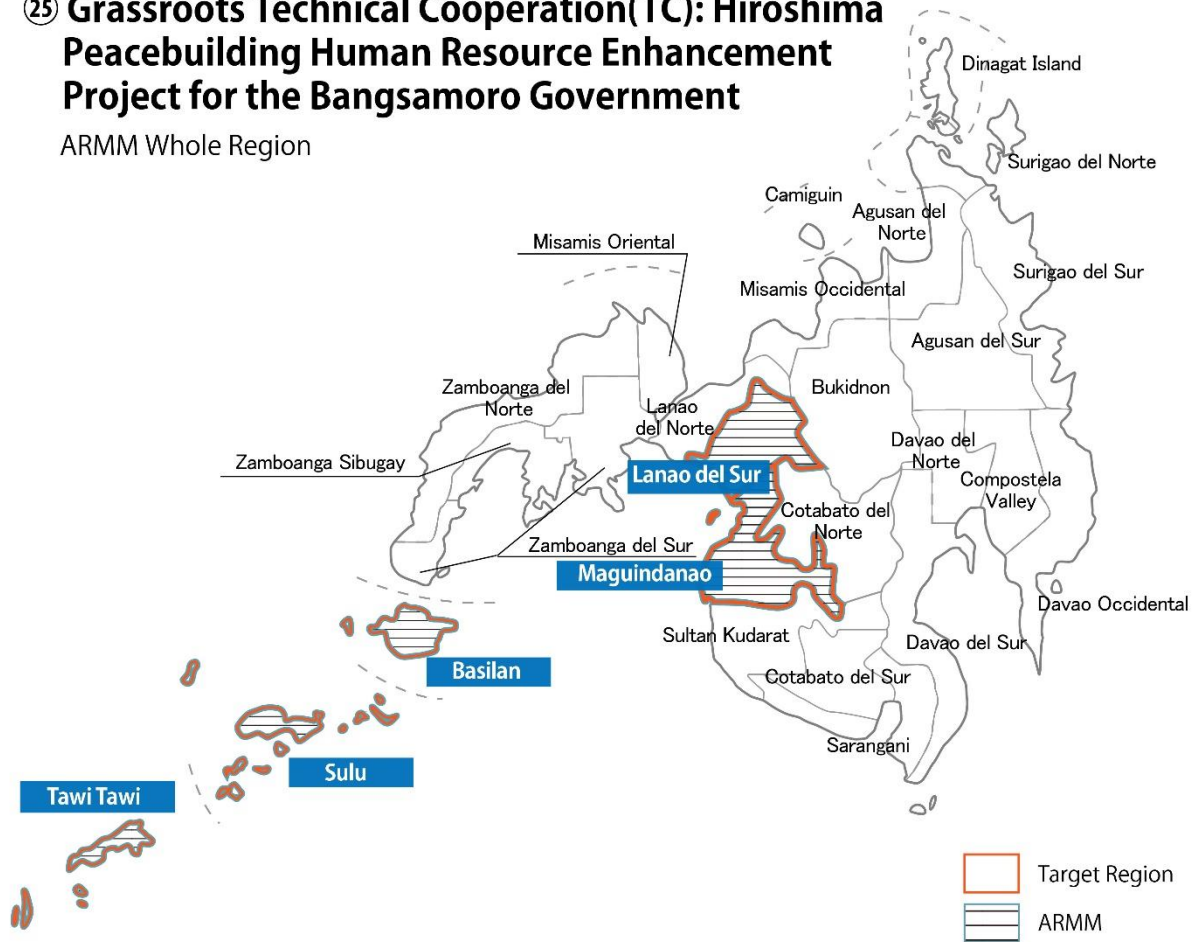 ㉕ Grassroots Technical Cooperation(TC): Hiroshima
Peacebuilding Human Resource Enhancement
Project for the Bangsamoro Government
ARMM Whole Region
Dinagat Island
Surigao del Norte
Camiguin
Agusan del
Norte
Misamis Oriental
Surigao del Sur
Misamis Occidental
Agusan del Sur
Zamboanga del
Norte
Bukidnon
Lanao
del Norte
Davao del
Norte
Zamboanga Sibugay
Lanao del Sur
Compostela
Valley
Cotabato del
Norte
Zamboanga del Sur
Maguindanao
Davao Occidental
Sultan Kudarat
Davao del Sur
Basilan
Cotabato del Sur
Sarangani
Sulu
Tawi Tawi
Target Region
ARMM